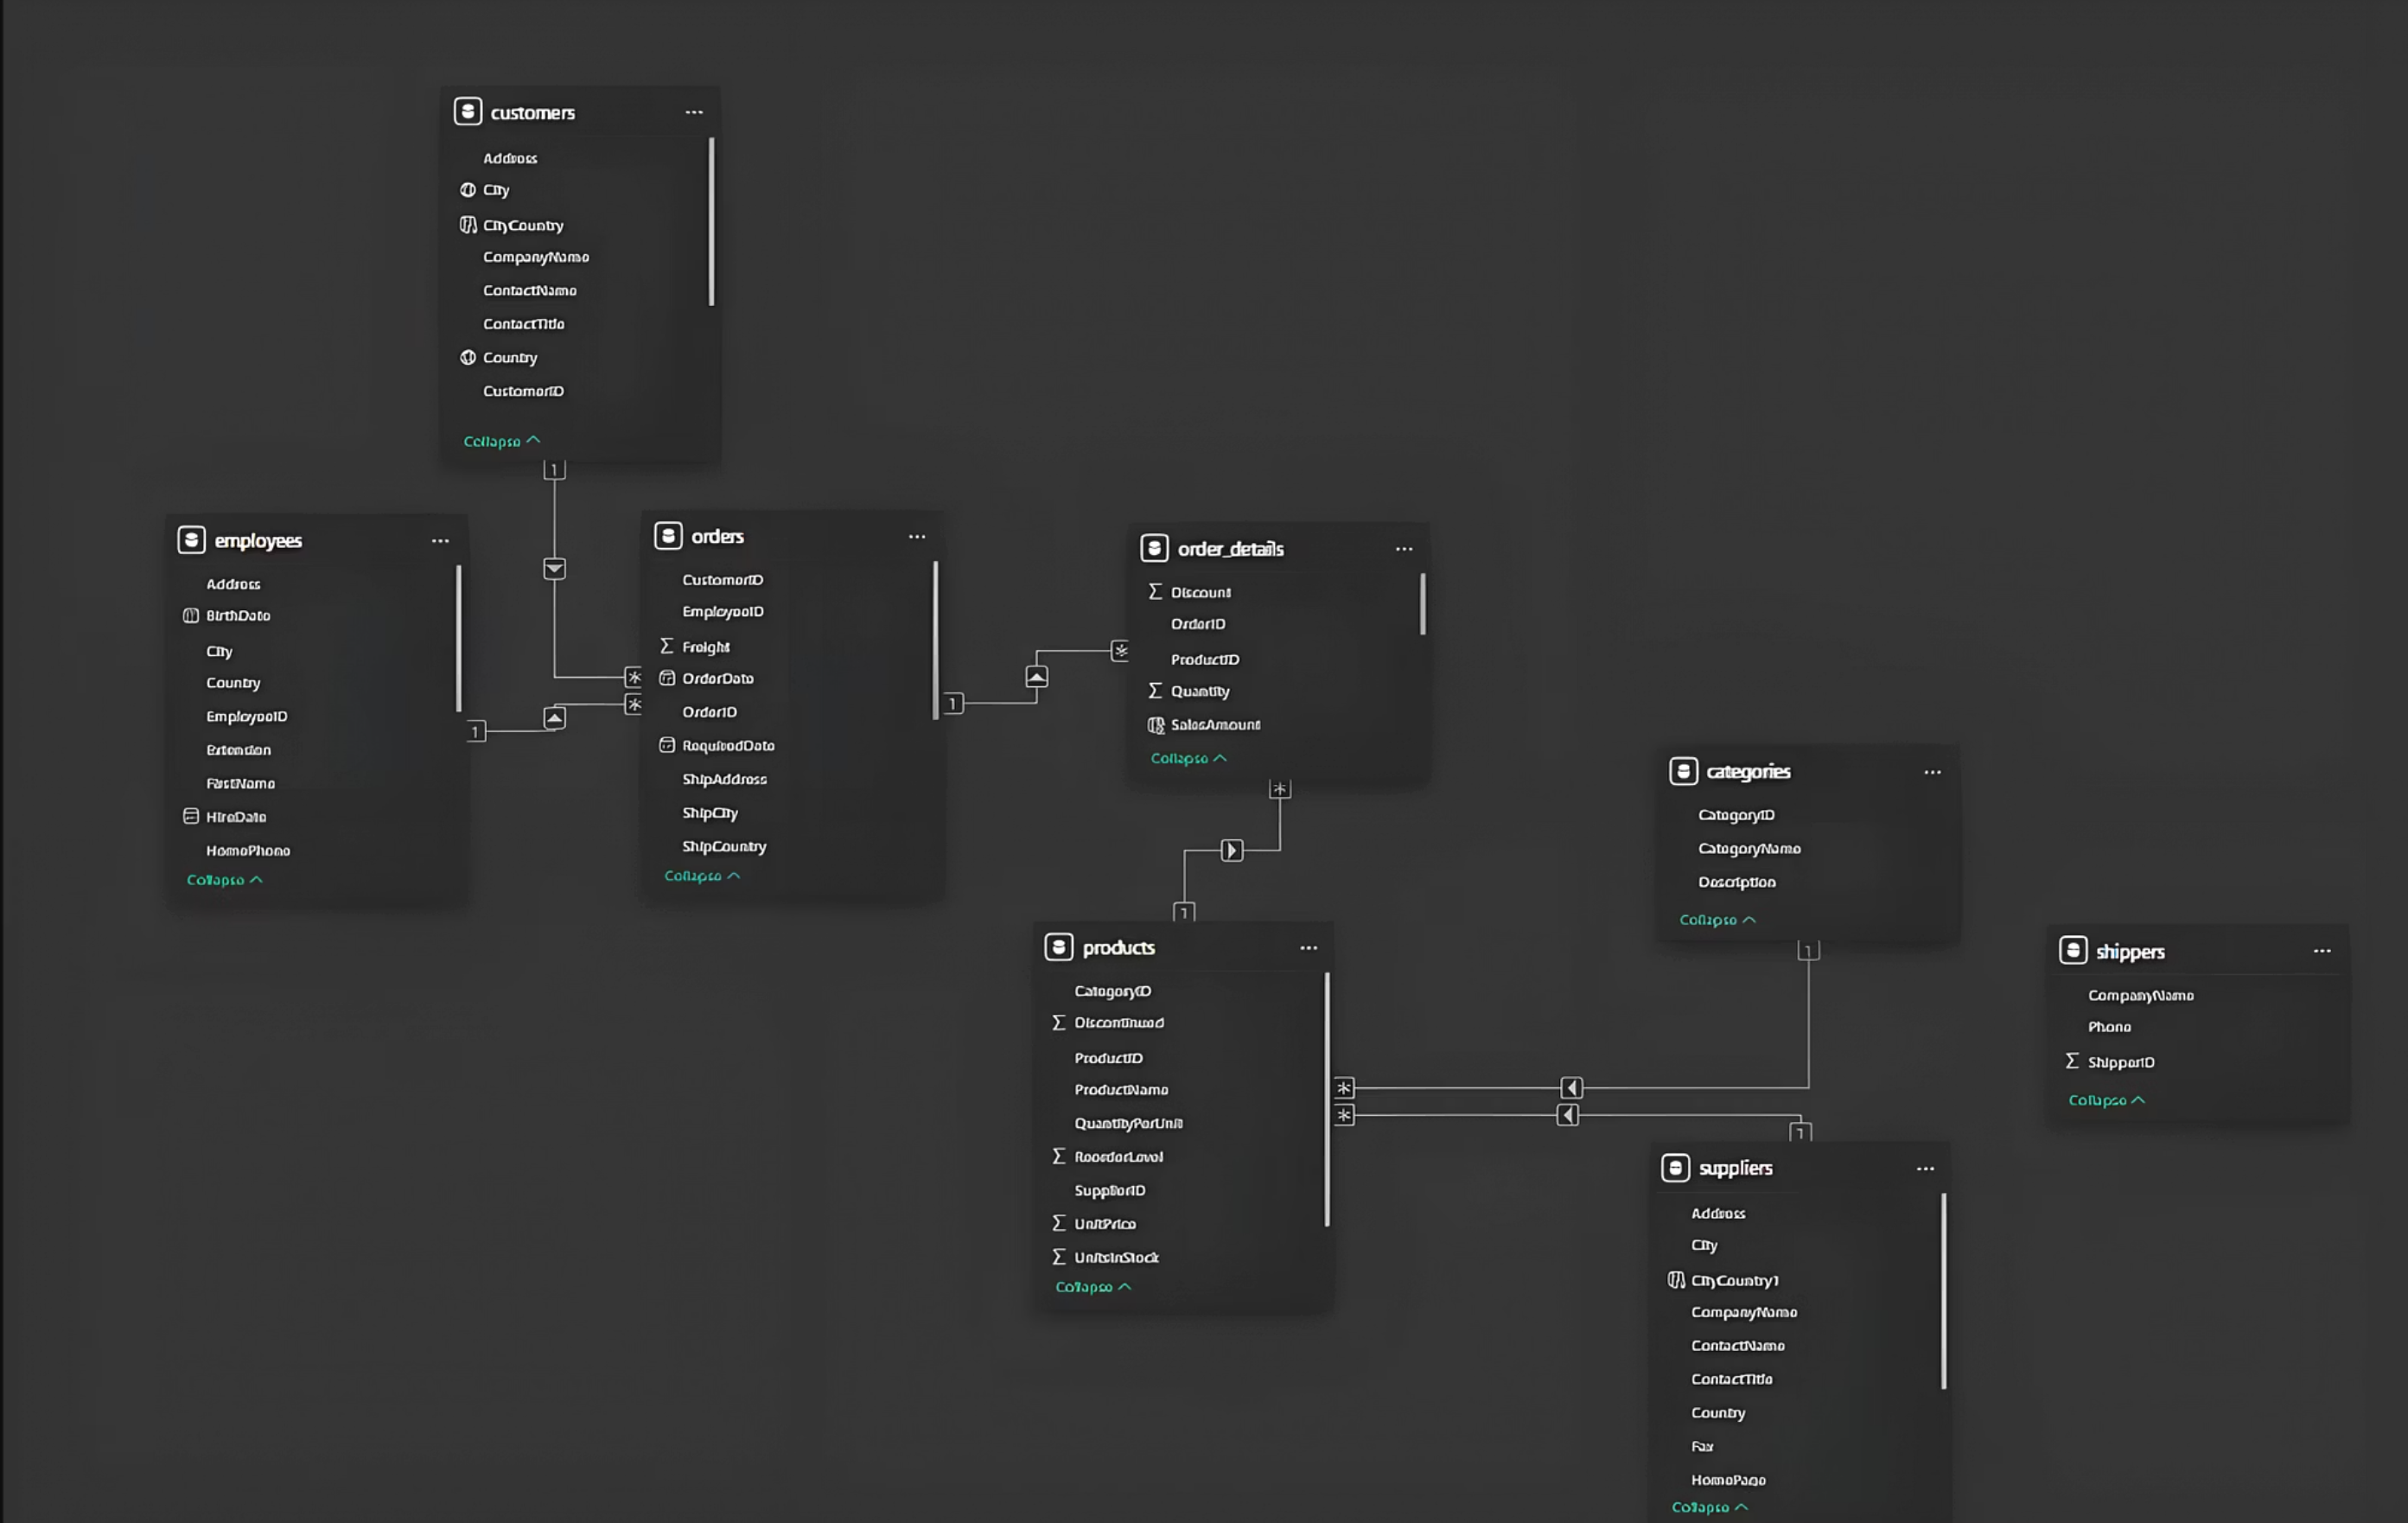 customers
Address
City
CityCountry
CompanyName
ContactName
ContactTitle
Country
CustomerID
Collapse
1
employees
Address
BirthDate
City
Country
EmployeeID
Extension
FirstName
HireDate
HomePhone
Collapse
1
*
*
orders
CustomerID
EmployeeID
Freight
OrderDate
OrderID
RequiredDate
ShipAddress
ShipCity
ShipCountry
Collapse
1
*
order_details
Discount
OrderID
ProductID
Quantity
SalesAmount
Collapse
*
1
products
CategoryID
Discontinued
ProductID
ProductName
QuantityPerUnit
ReorderLevel
SupplierID
UnitPrice
UnitsInStock
Collapse
categories
CategoryID
CategoryName
Description
Collapse
1
*
*
1
shippers
CompanyName
Phone
ShipperID
Collapse
suppliers
Address
City
CityCountry1
CompanyName
ContactName
ContactTitle
Country
Fax
HomePage
Collapse